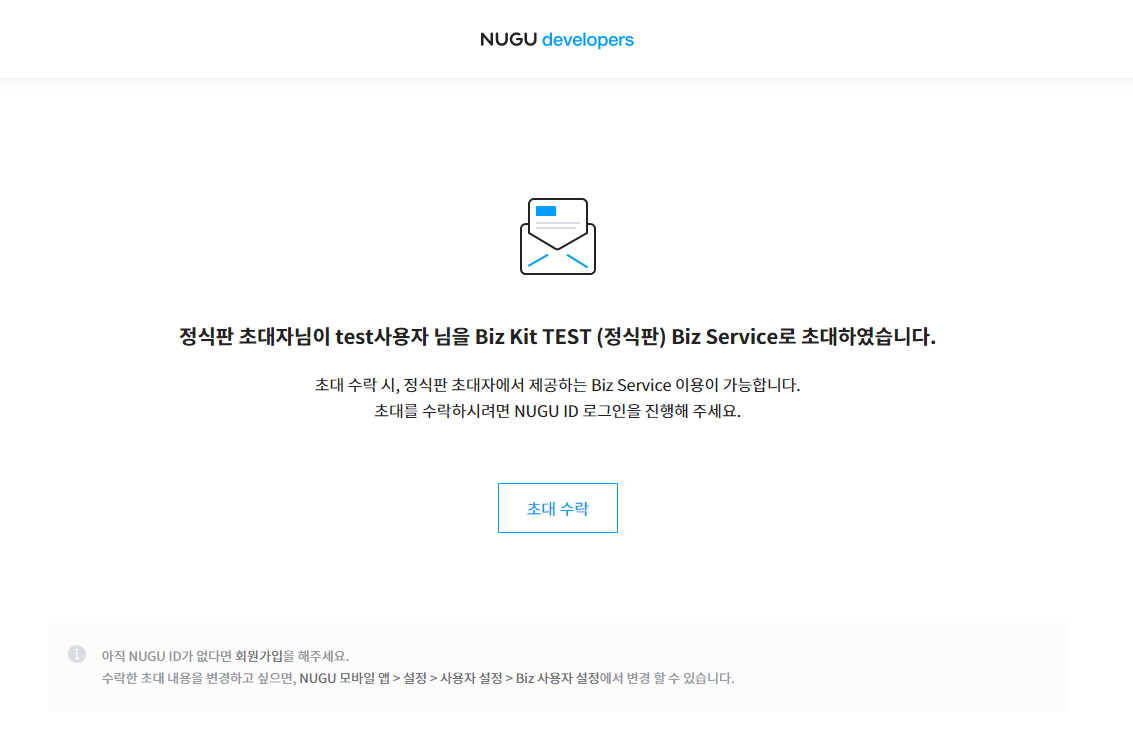 NUGU developers
정식판 초대자님이 test사용자 님을 Biz Kit TEST (정식판) Biz Service로 초대하였습니다.
초대 수락 시, 정식판 초대자에서 제공하는 Biz Service 이용이 가능합니다.
초대를 수락하시려면 NUGU ID 로그인을 진행해 주세요.
초대 수락
아직 NUGU ID가 없다면 회원가입을 해주세요.
수락한 초대 내용을 변경하고 싶으면, NUGU 모바일 앱 > 설정 > 사용자 설정 > Biz 사용자 설정에서 변경 할 수 있습니다.